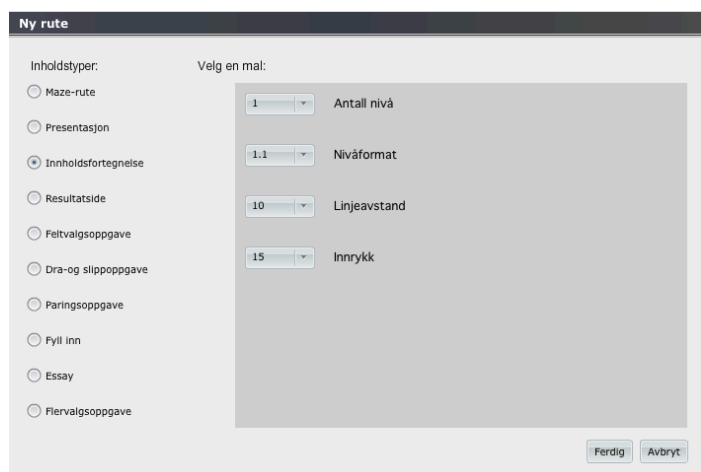 Ny rute
Inholdstyper:
Velg en mal:
Maze-rute
Presentasjon
Innholdsfortegnelse
Resultatside
Feltvalgsoppgave
Dra-og slippoppgave
Paringsoppgave
Fyll inn
Essay
Flervalgsoppgave
1 Antall nivå
1.1 Nivåformat
10 Linjeavstand
15 Innrykk
Ferdig Avbryt